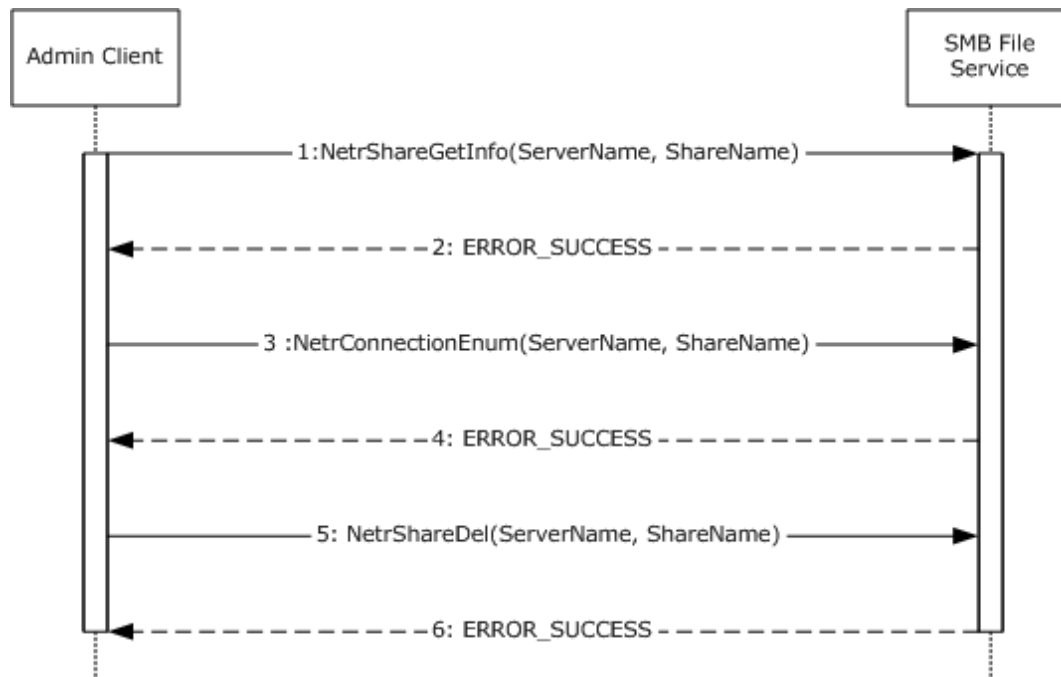 Admin Client
SMB File
Service
1:NetrShareGetInfo(ServerName, ShareName)
2: ERROR_SUCCESS
3 :NetrConnectionEnum(ServerName, ShareName)
4: ERROR_SUCCESS
5: NetrShareDel(ServerName, ShareName)
6: ERROR_SUCCESS